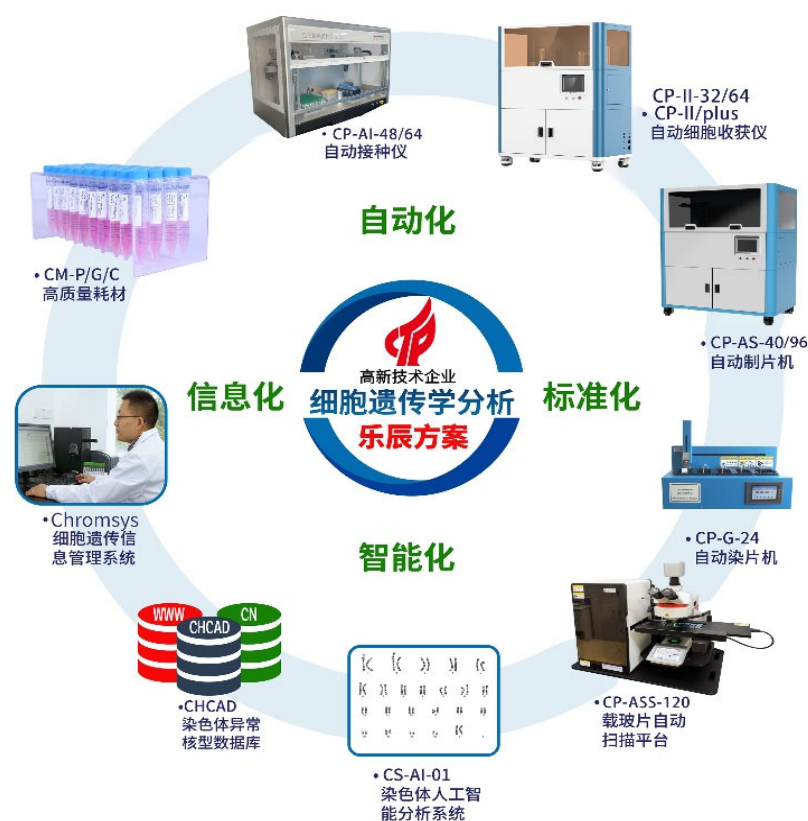 • CP-AI-48/64
自动接种仪
CP-II-32/64
• CP-II/plus
自动细胞收获仪
自动化
• CM-P/G/C
高质量耗材
• CP-AS-40/96
自动制片机
CTP
高新技术企业
信息化
细胞遗传学分析
标准化
乐辰方案
• Chromsys
细胞遗传信
息管理系统
• CP-G-24
自动染片机
智能化
WWW
CN
CHCAD
•CHCAD
染色体异常
核型数据库
• CP-ASS-120
载玻片自动
扫描平台
• CS-AI-01
染色体人工智
能分析系统